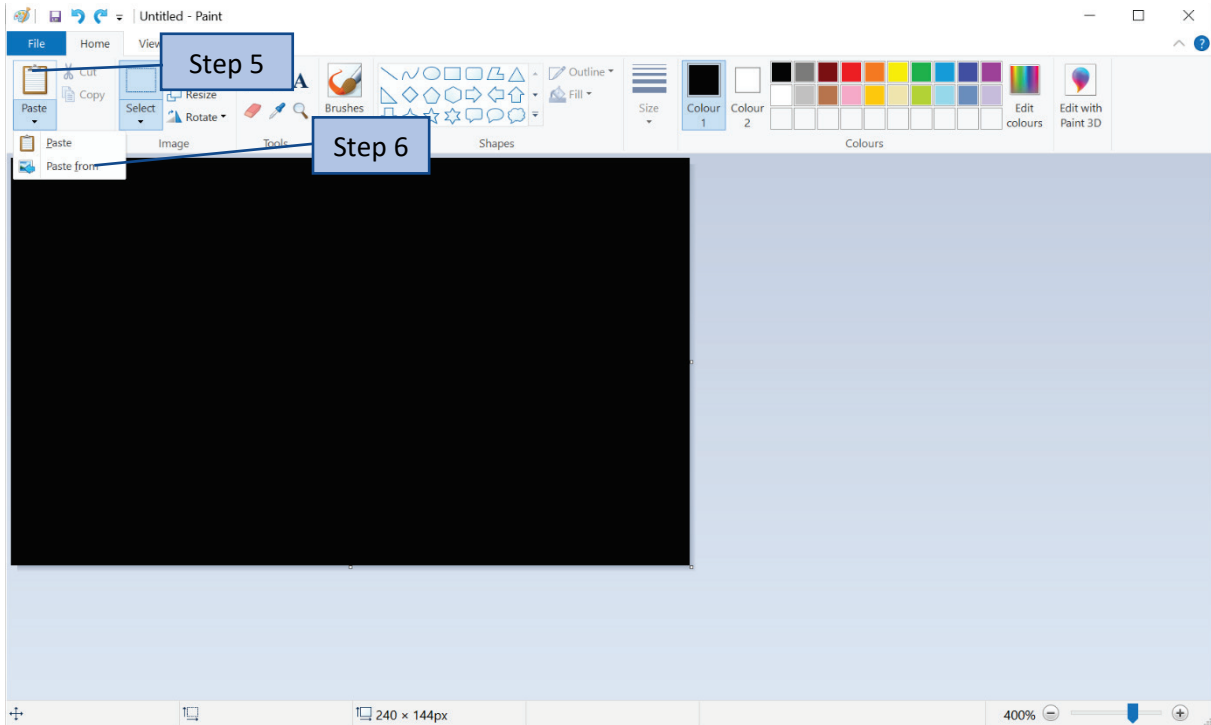 Untitled - Paint
File Home View
Step 5
Cut
Copy
Paste
Select
Resize
Rotate
A
Brushes
Outline
Fill
Size
Colour 1
Colour 2
Edit colours
Edit with Paint 3D
Image
Tools
Shapes
Colours
Step 6
Paste
Paste from
240 × 144px
400%